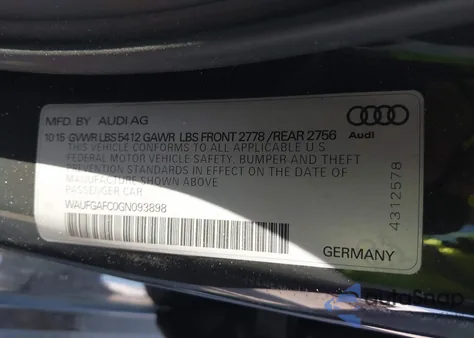 MFD. BY AUDI AG
10 15 GVWR LBS 5412 GAWR LBS FRONT 2778 /REAR 2756
THIS VEHICLE CONFORMS TO ALL APPLICABLE U.S
FEDERAL MOTOR VEHICLE SAFETY, BUMPER AND THEFT
PREVENTION STANDARDS IN EFFECT ON THE DATE OF
MANUFACTURING SHOWN ABOVE
PASSENGER CAR
WAUFGAFC0GN093898
Audi
4312578
GERMANY
autoSnap